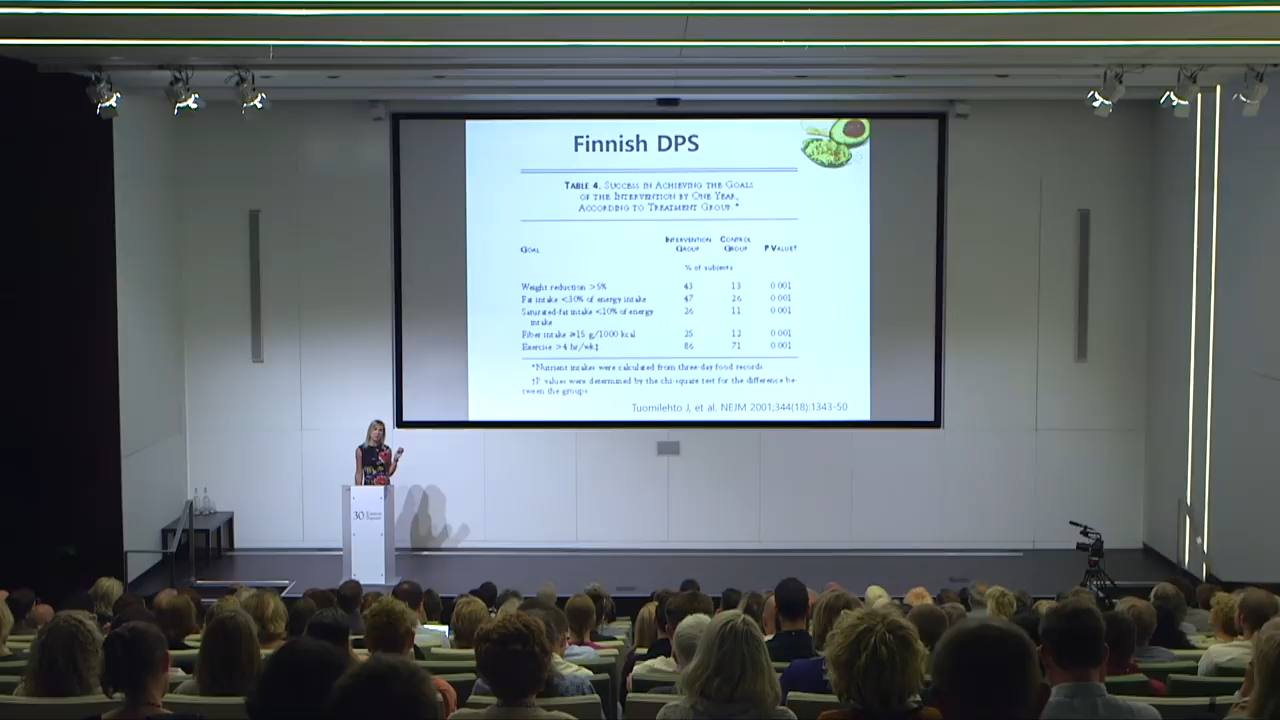 Finnish DPS
TABLE 4. SUCCESS IN ACHIEVING THE GOALS
OF THE INTERVENTION BY ONE YEAR,
ACCORDING TO TREATMENT GROUP.*
GOAL
INTERVENTION GROUP
CONTROL GROUP
P VALUE†
% of subjects
Weight reduction >5% 43 13 0.001
Fat intake <30% of energy intake 47 26 0.001
Saturated-fat intake <10% of energy 26 11 0.001
intake
Fiber intake ≥15 g/1000 kcal 25 12 0.001
Exercise >4 hr/wk‡ 86 71 0.001
*Nutrient intakes were calculated from three-day food records.
†P values were determined by the chi-square test for the difference be-
tween the groups.
Tuomilehto J, et al. NEJM 2001;344(18):1343-50
30